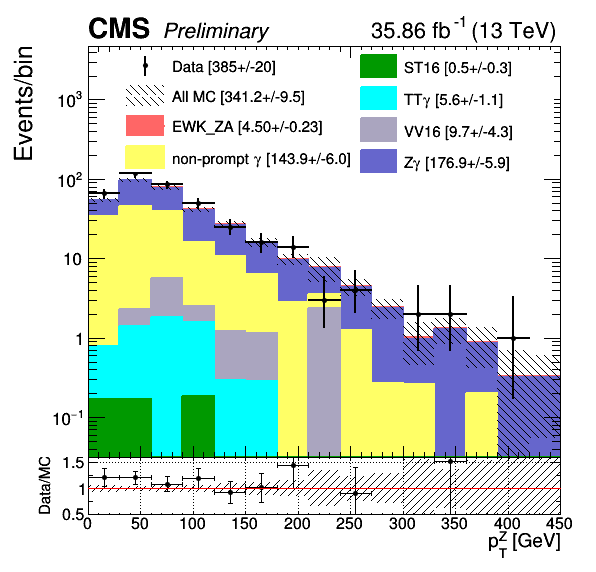 CMS Preliminary 35.86 fb⁻¹ (13 TeV)
Events/bin
Data [385+/-20]
All MC [341.2+/-9.5]
EWK_ZA [4.50+/-0.23]
non-prompt γ [143.9+/-6.0]
ST16 [0.5+/-0.3]
TTγ [5.6+/-1.1]
VV16 [9.7+/-4.3]
Zγ [176.9+/-5.9]
10³
10²
10
1
10⁻¹
Data/MC
1.5
1
0.5
0 50 100 150 200 250 300 350 400 450
p_T^Z [GeV]